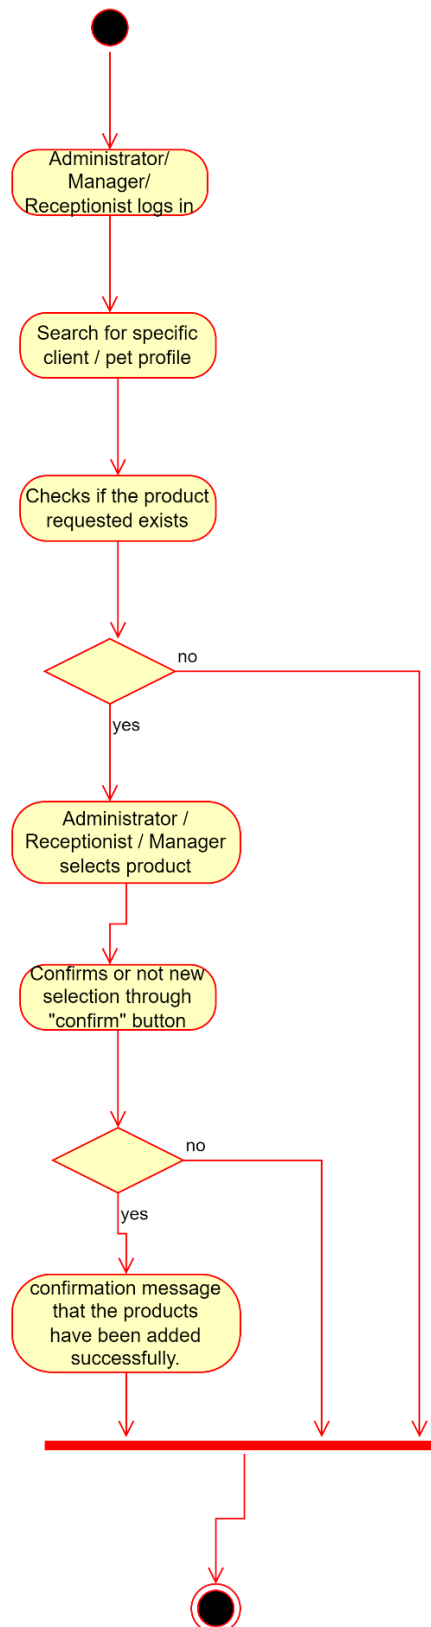 Administrator/
Manager/
Receptionist logs in
Search for specific
client / pet profile
Checks if the product
requested exists
no
yes
Administrator /
Receptionist / Manager
selects product
Confirms or not new
selection through
"confirm" button
no
yes
confirmation message
that the products
have been added
successfully.